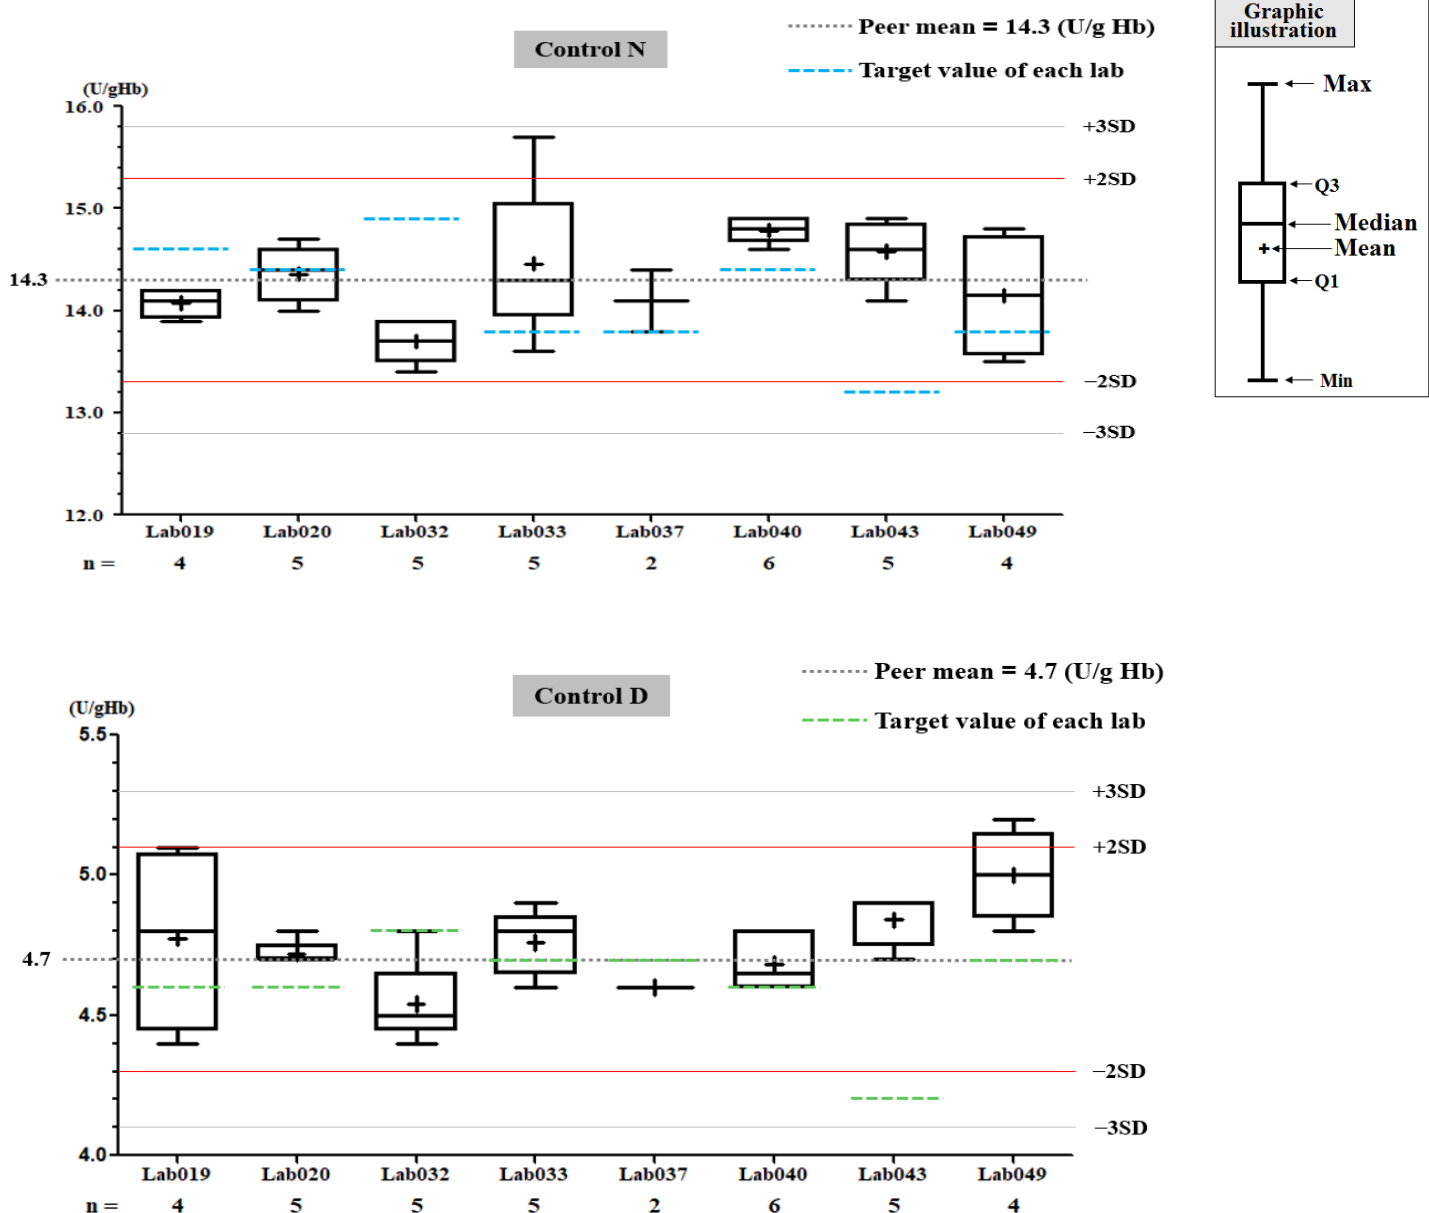 Control N
Peer mean = 14.3 (U/g Hb)
Target value of each lab
(U/gHb)
16.0
15.0
14.3
14.0
13.0
12.0
+3SD
+2SD
−2SD
−3SD
Lab019 Lab020 Lab032 Lab033 Lab037 Lab040 Lab043 Lab049
n = 4 5 5 5 2 6 5 4
Graphic
illustration
Max
Q3
Median
Mean
Q1
Min
Control D
Peer mean = 4.7 (U/g Hb)
Target value of each lab
(U/gHb)
5.5
5.0
4.7
4.5
4.0
+3SD
+2SD
−2SD
−3SD
Lab019 Lab020 Lab032 Lab033 Lab037 Lab040 Lab043 Lab049
n = 4 5 5 5 2 6 5 4